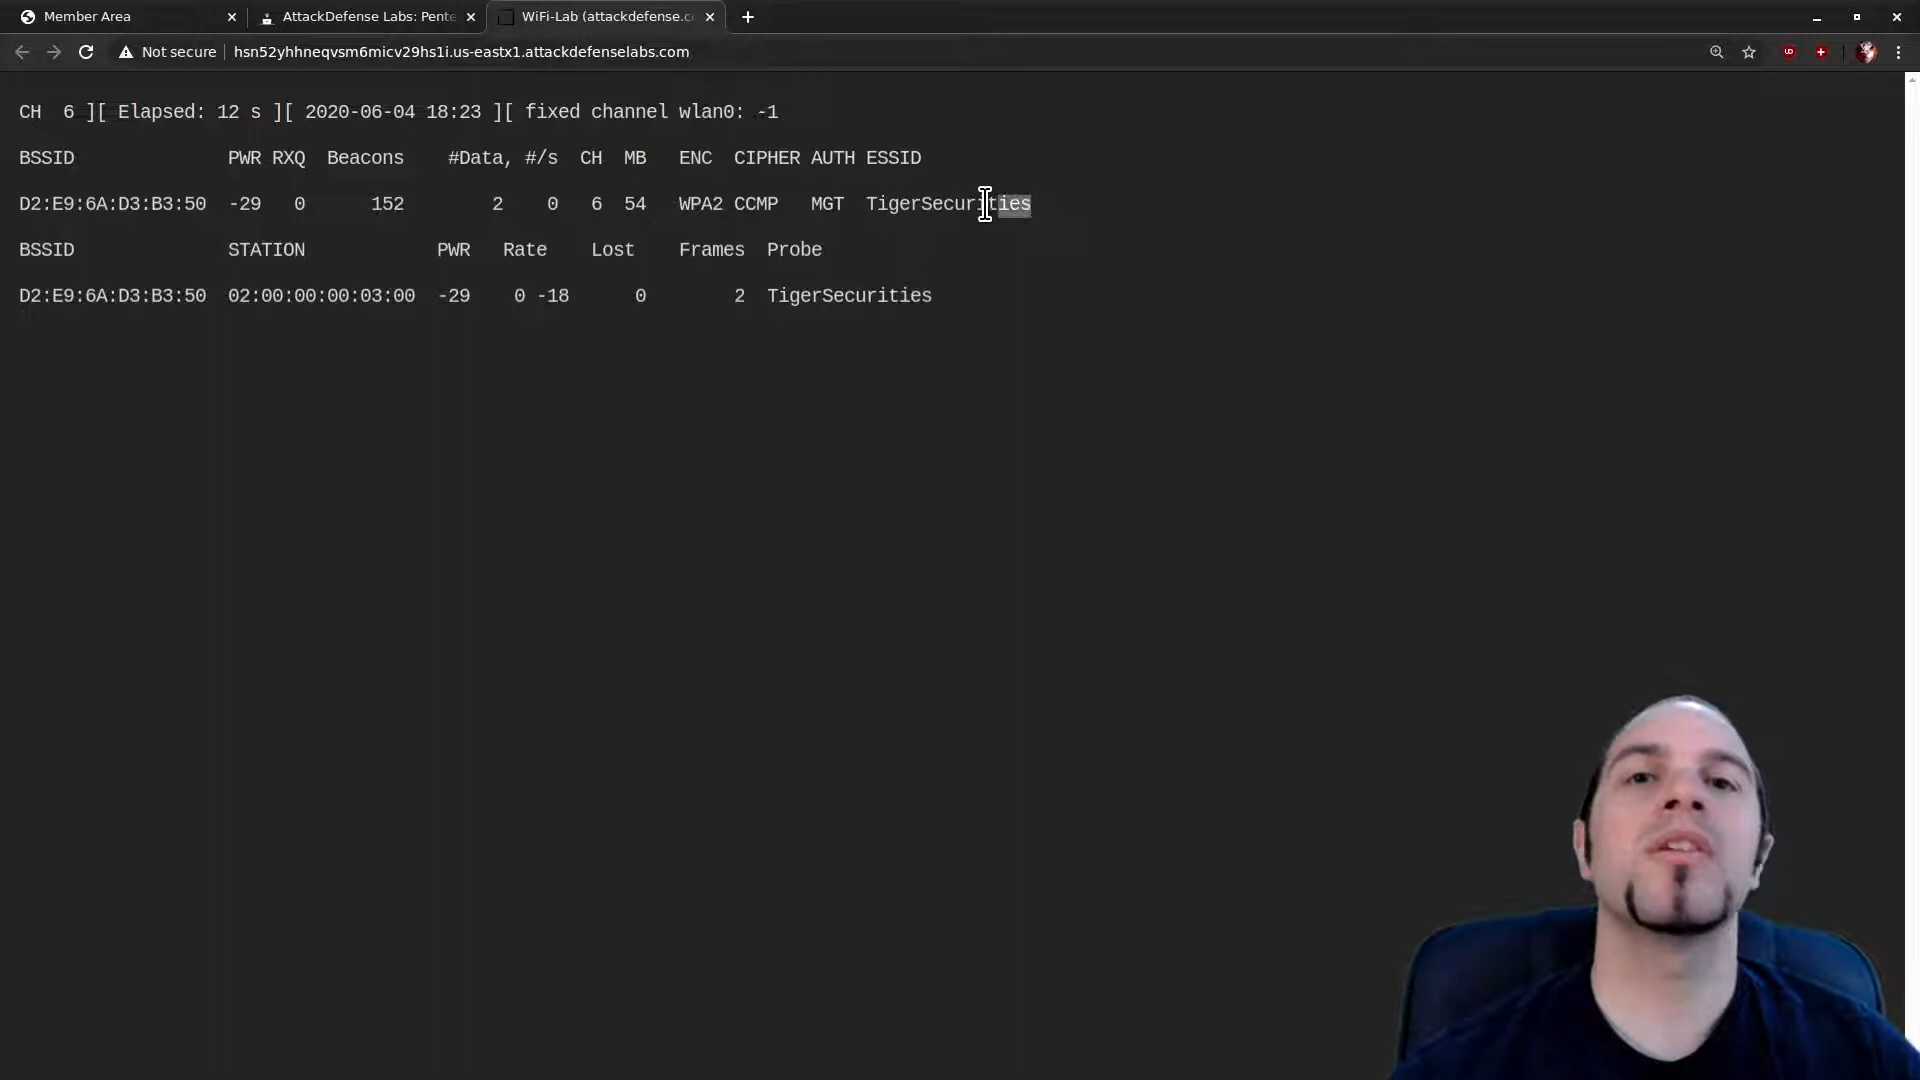 Member Area
AttackDefense Labs: Pente
WiFi-Lab (attackdefense.c
Not secure
hsn52yhhneqvsm6micv29hs1i.us-eastx1.attackdefenselabs.com
CH 6 ][ Elapsed: 12 s ][ 2020-06-04 18:23 ][ fixed channel wlan0: -1
BSSID PWR RXQ Beacons #Data, #/s CH MB ENC CIPHER AUTH ESSID
D2:E9:6A:D3:B3:50 -29 0 152 2 0 6 54 WPA2 CCMP MGT TigerSecurities
BSSID STATION PWR Rate Lost Frames Probe
D2:E9:6A:D3:B3:50 02:00:00:00:03:00 -29 0 -18 0 2 TigerSecurities